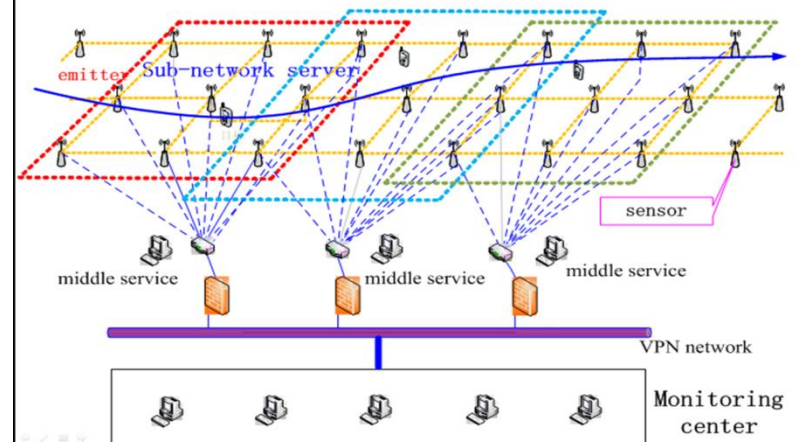 emitter
Sub-network server
sensor
middle service
middle service
middle service
VPN network
Monitoring
center